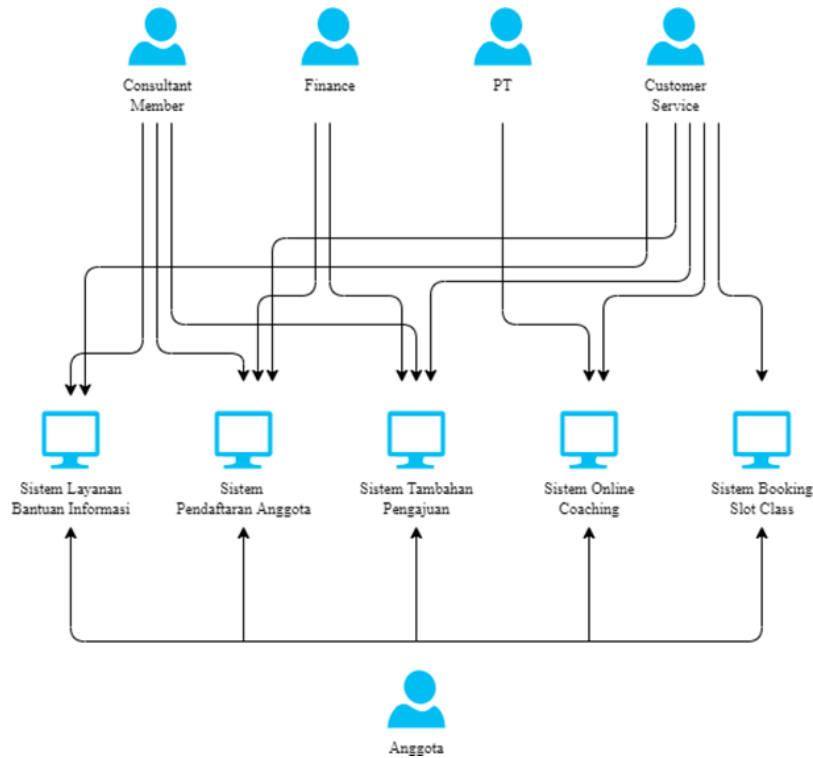 Consultant
Member
Finance
PT
Customer
Service
Sistem Layanan
Bantuan Informasi
Sistem
Pendaftaran Anggota
Sistem Tambahan
Pengajuan
Sistem Online
Coaching
Sistem Booking
Slot Class
Anggota